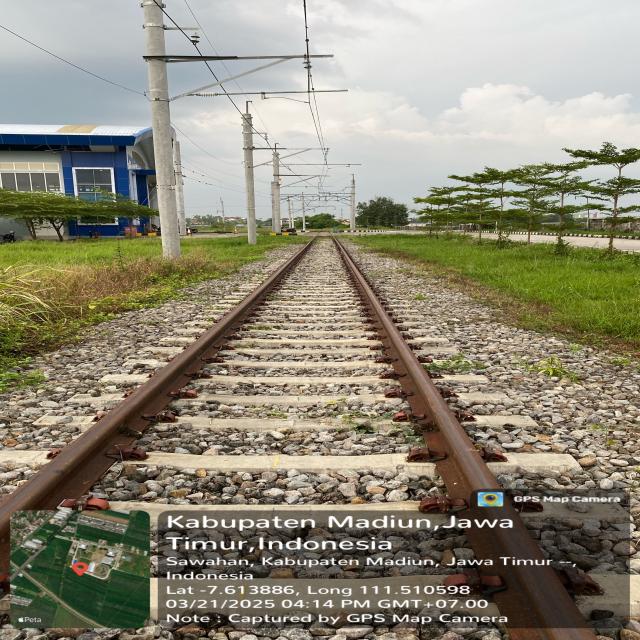 GPS Map Camera
Kabupaten Madiun,Jawa
Timur,Indonesia
Sawahan, Kabupaten Madiun, Jawa Timur --,
Indonesia
Lat -7.613886, Long 111.510598
03/21/2025 04:14 PM GMT+07.00
Note : Captured by GPS Map Camera
Peta